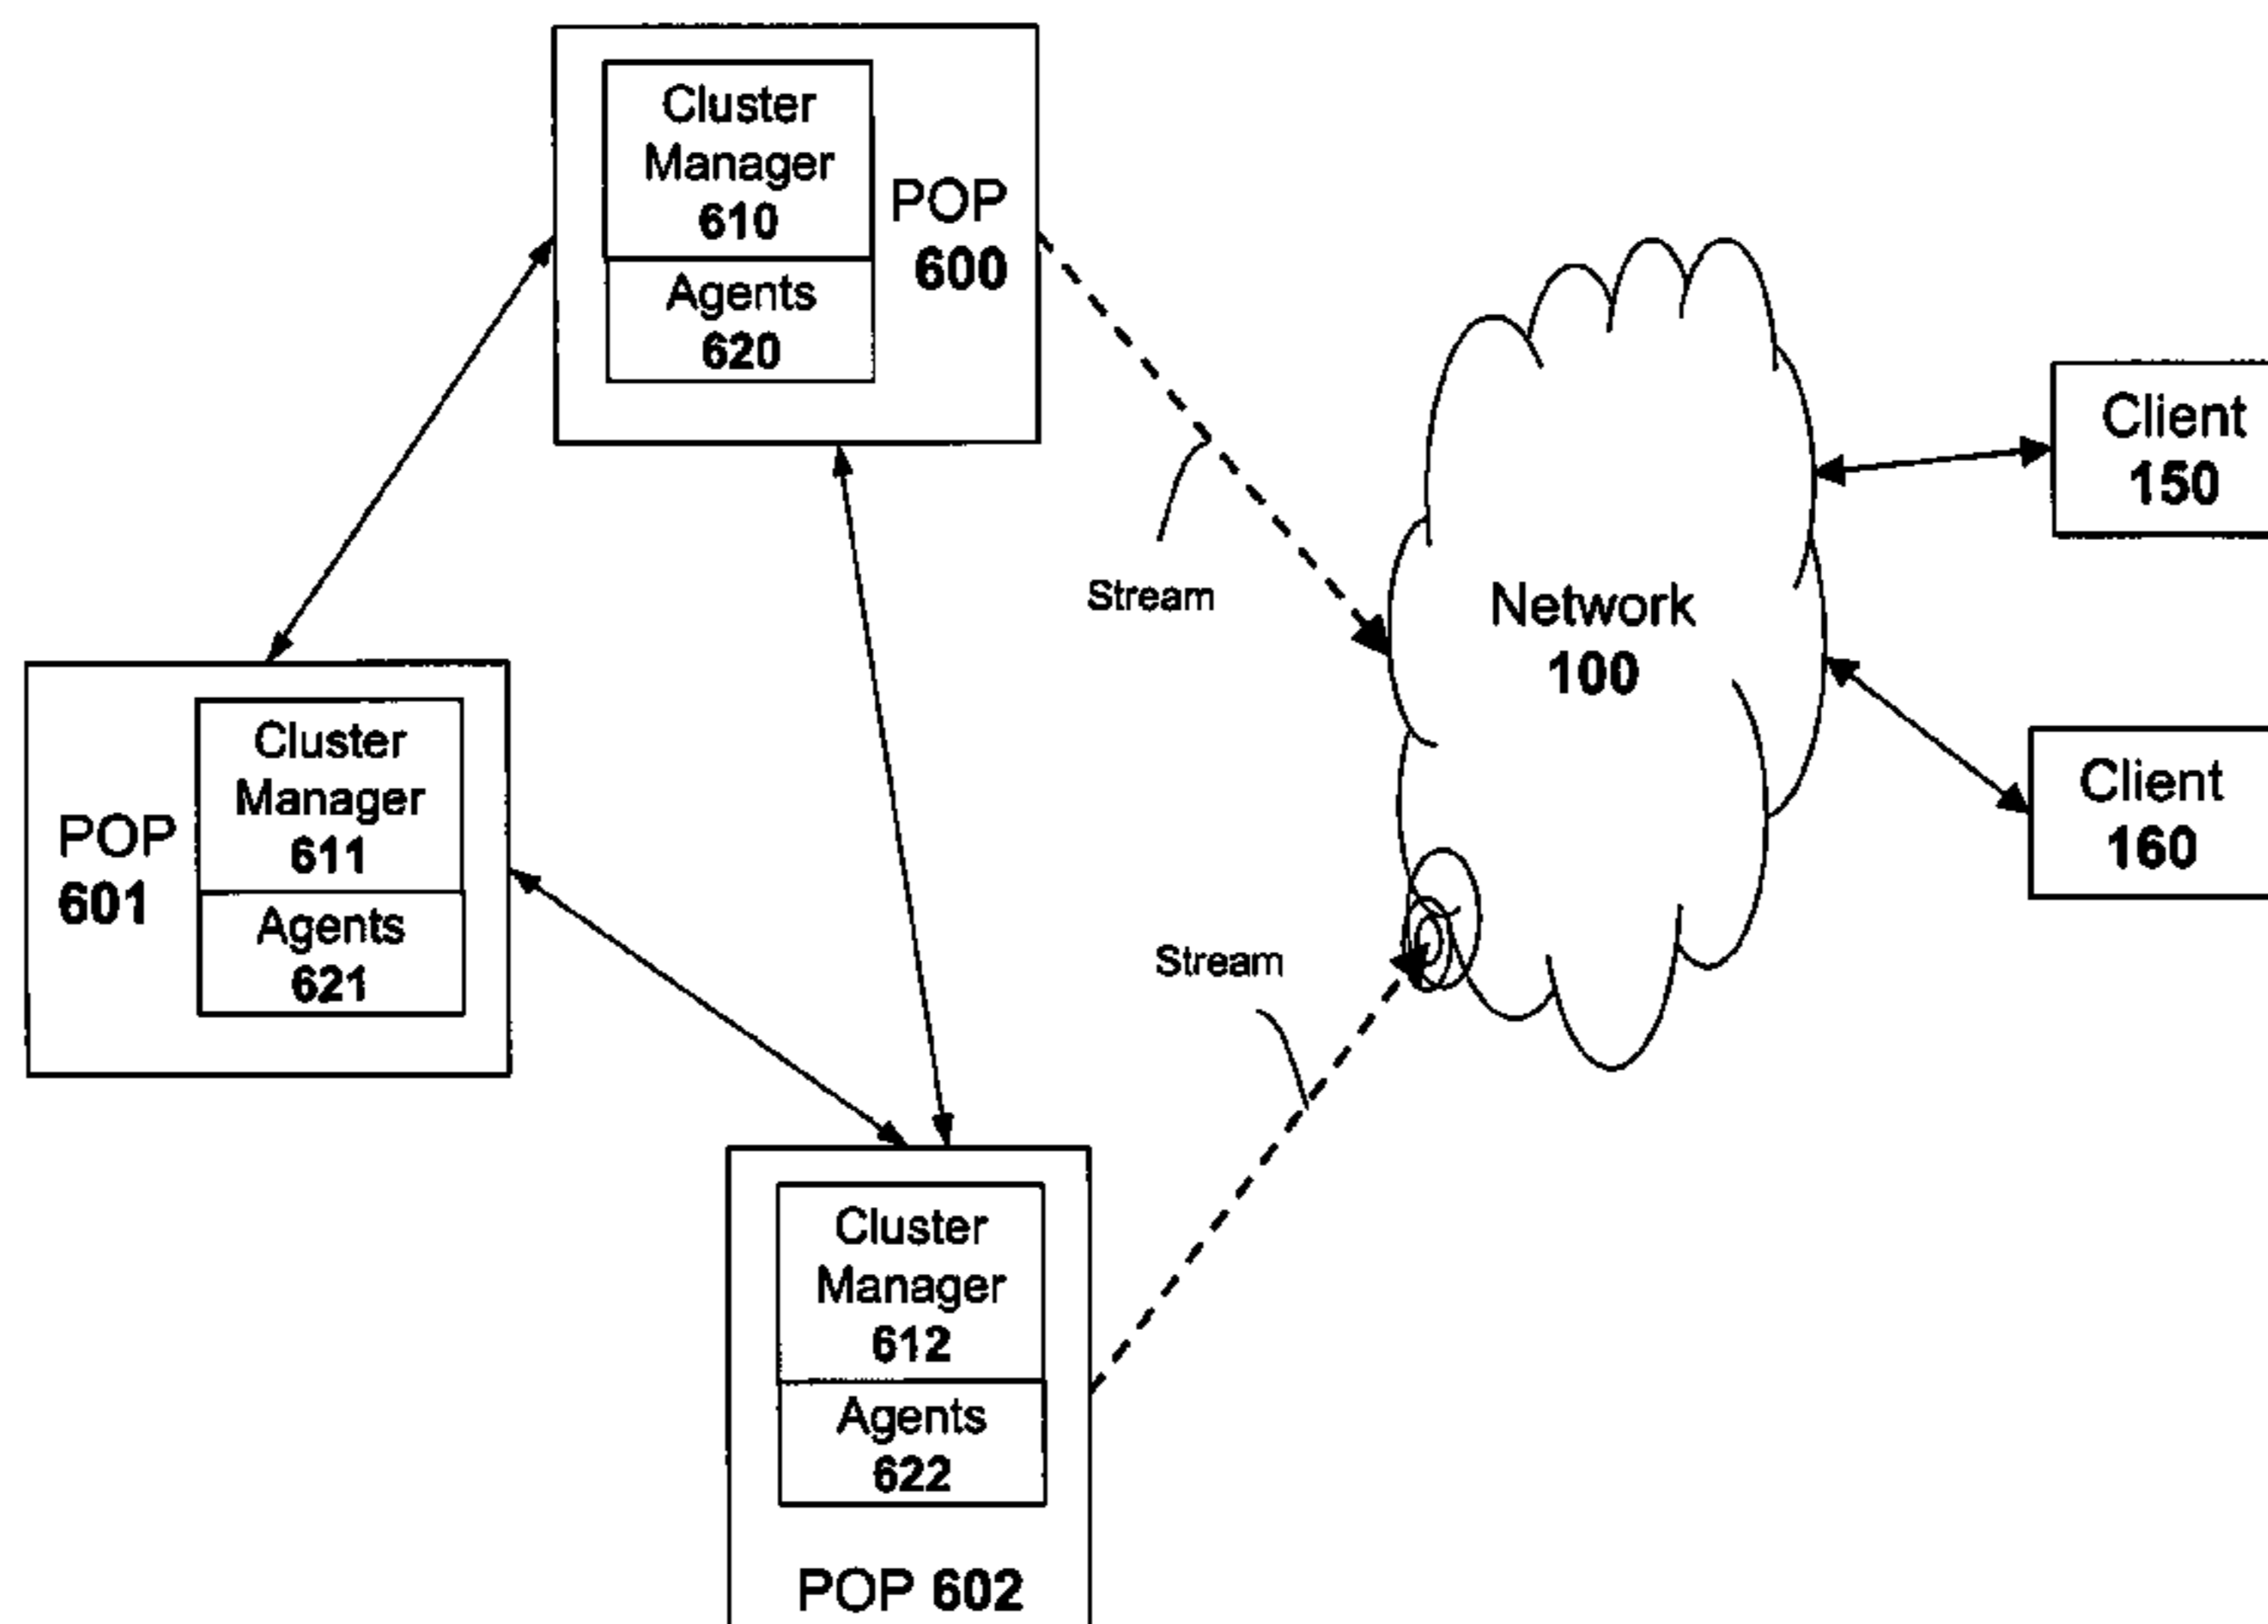 Cluster
Manager
610
Agents
620
POP
600
Stream
Network
100
Client
150
Client
160
POP
601
Cluster
Manager
611
Agents
621
Stream
Cluster
Manager
612
Agents
622
POP 602